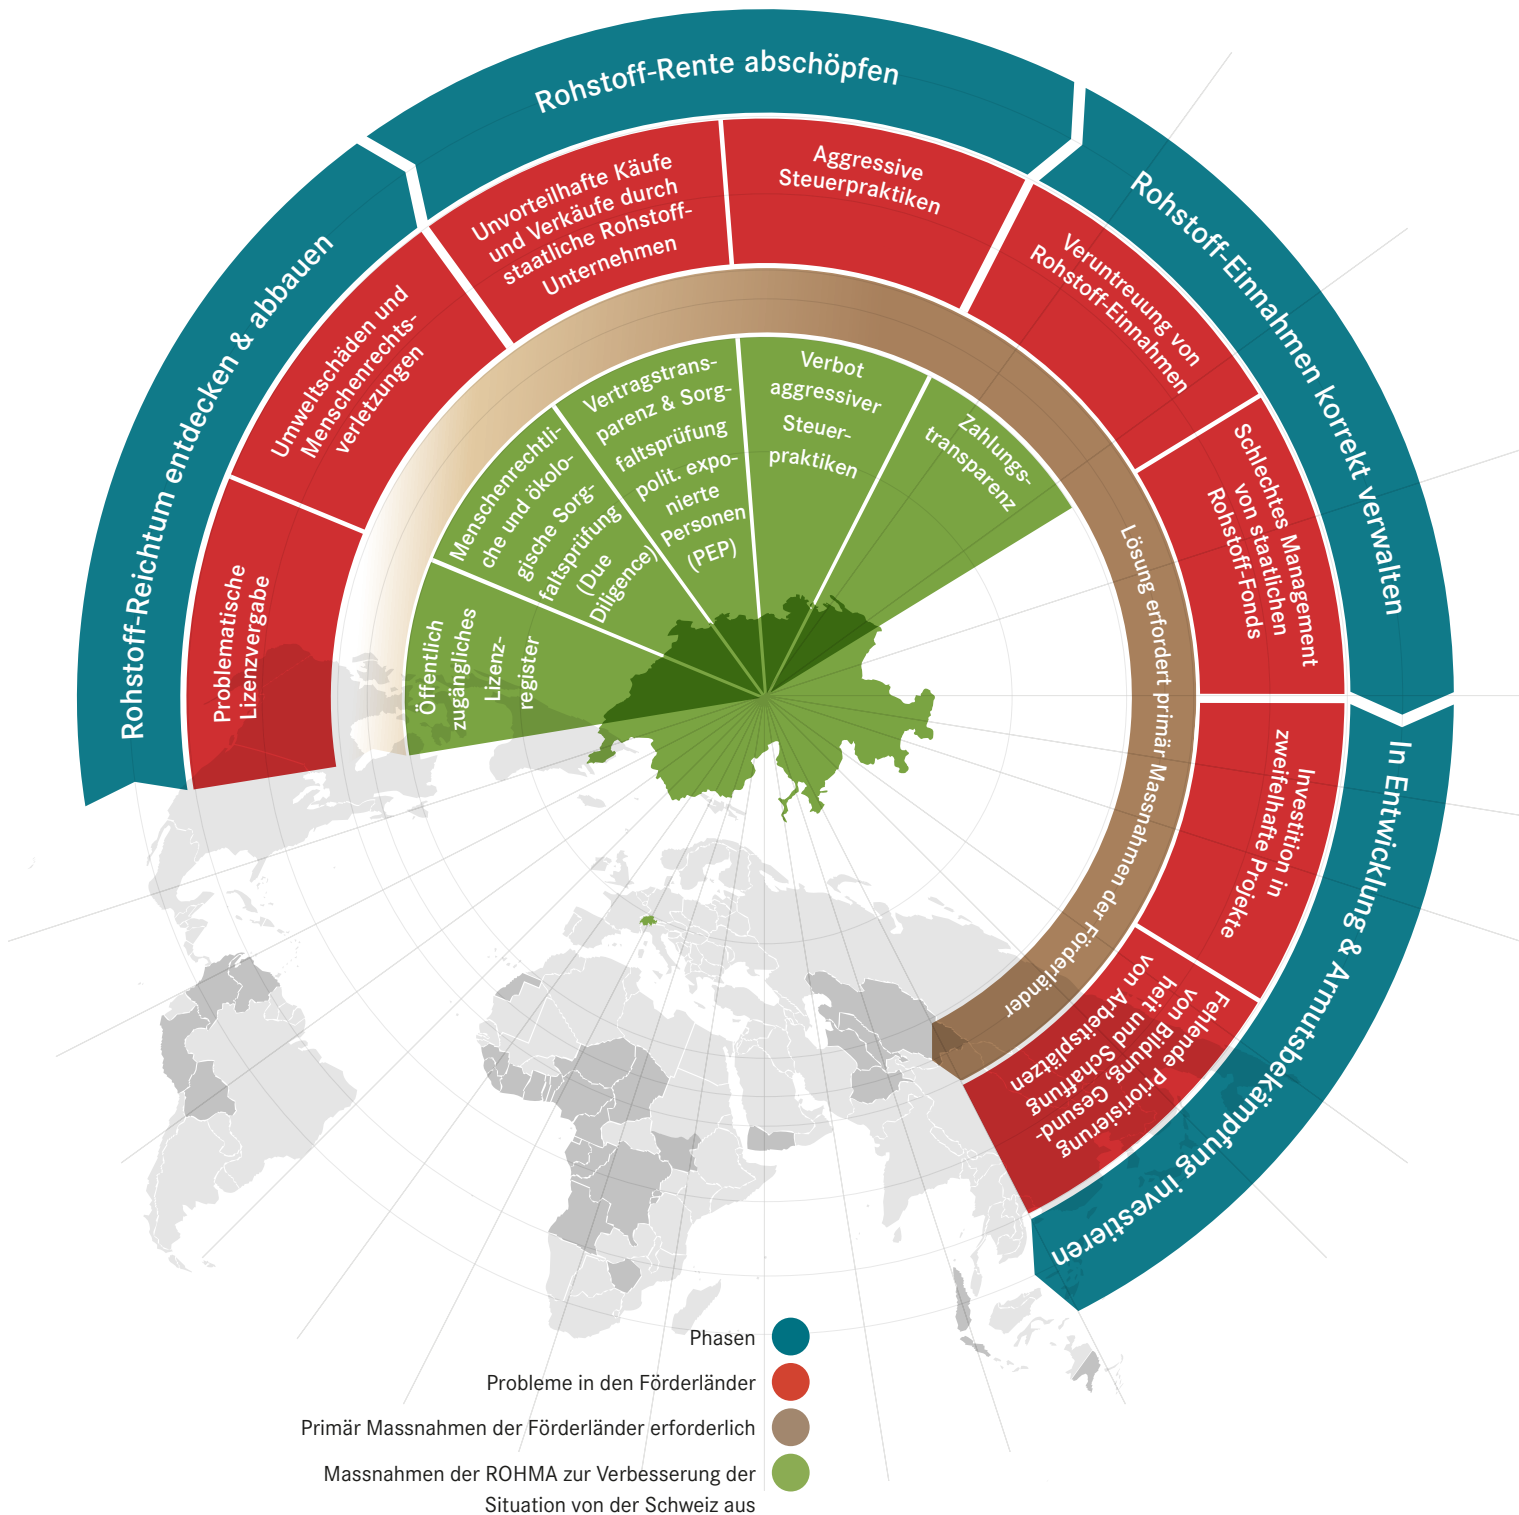 Rohstoff-Reichtum entdecken & abbauen
Rohstoff-Rente abschöpfen
Rohstoff-Einnahmen korrekt verwalten
In Entwicklung & Armutsbekämpfung investieren
Problematische
Lizenzvergabe
Umweltschäden und
Menschenrechts-
verletzungen
Unvorteilhafte Käufe
und Verkäufe durch
staatliche Rohstoff-
Unternehmen
Aggressive
Steuerpraktiken
Veruntreuung von
Rohstoff-Einnahmen
Schlechtes Management
von staatlichen
Rohstoff-Fonds
Investition in
zweifelhafte Projekte
Fehlende Priorisierung
von Bildung, Gesund-
heit und Schaffung
von Arbeitsplätzen
Lösung erfordert primär Massnahmen der Förderländer
Öffentlich
zugängliches
Lizenz-
register
Menschenrechtli-
che und ökolo-
gische Sorg-
faltsprüfung
(Due
Diligence)
Vertragstrans-
parenz & Sorg-
faltsprüfung
polit. expo-
nierte
Personen
(PEP)
Verbot
aggressiver
Steuer-
praktiken
Zahlungs-
transparenz
Phasen
Probleme in den Förderländer
Primär Massnahmen der Förderländer erforderlich
Massnahmen der ROHMA zur Verbesserung der
Situation von der Schweiz aus